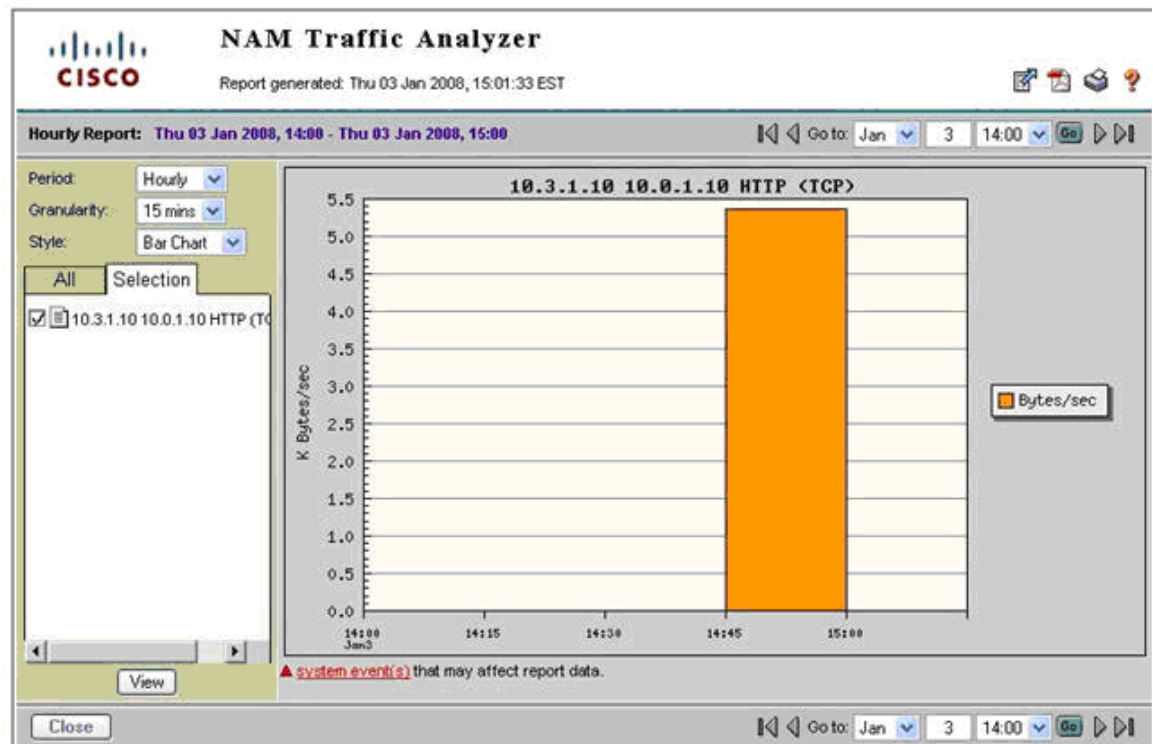 CISCO
NAM Traffic Analyzer
Report generated: Thu 03 Jan 2008, 15:01:33 EST
Hourly Report: Thu 03 Jan 2008, 14:00 - Thu 03 Jan 2008, 15:00
Go to: Jan 3 14:00 Go
Period: Hourly
Granularity: 15 mins
Style: Bar Chart
All Selection
10.3.1.10 10.0.1.10 HTTP (TC
10.3.1.10 10.0.1.10 HTTP (TCP)
K Bytes/sec
5.5
5.0
4.5
4.0
3.5
3.0
2.5
2.0
1.5
1.0
0.5
0.0
14:00 14:15 14:30 14:45 15:00
Jan3
Bytes/sec
View
system event(s) that may affect report data.
Close
Go to: Jan 3 14:00 Go